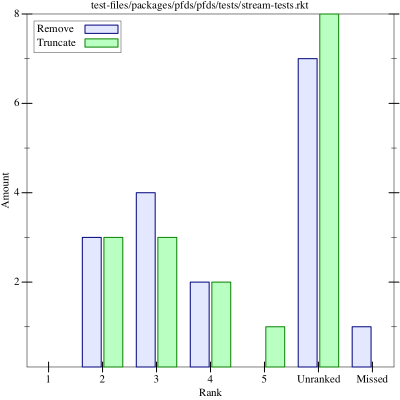 test-files/packages/pfds/pfds/tests/stream-tests.rkt
8
Remove
Truncate
6
Amount
4
2
1 2 3 4 5 Unranked Missed
Rank